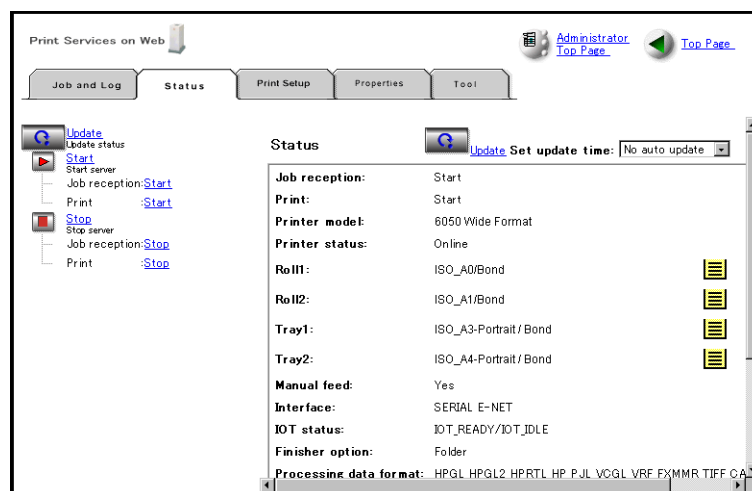 Print Services on Web
Administrator
Top Page
Top Page
Job and Log
Status
Print Setup
Properties
Tool
Update
Update status
Start
Start server
Job reception:Start
Print :Start
Stop
Stop server
Job reception:Stop
Print :Stop
Status
Update Set update time: No auto update
Job reception: Start
Print: Start
Printer model: 6050 Wide Format
Printer status: Online
Roll1: ISO_A0/Bond
Roll2: ISO_A1/Bond
Tray1: ISO_A3-Portrait / Bond
Tray2: ISO_A4-Portrait / Bond
Manual feed: Yes
Interface: SERIAL E-NET
IOT status: IOT_READY/IOT_IDLE
Finisher option: Folder
Processing data format: HPGL HPGL2 HPRTL HP PJL VCGL VRF FXMMR TIFF CA